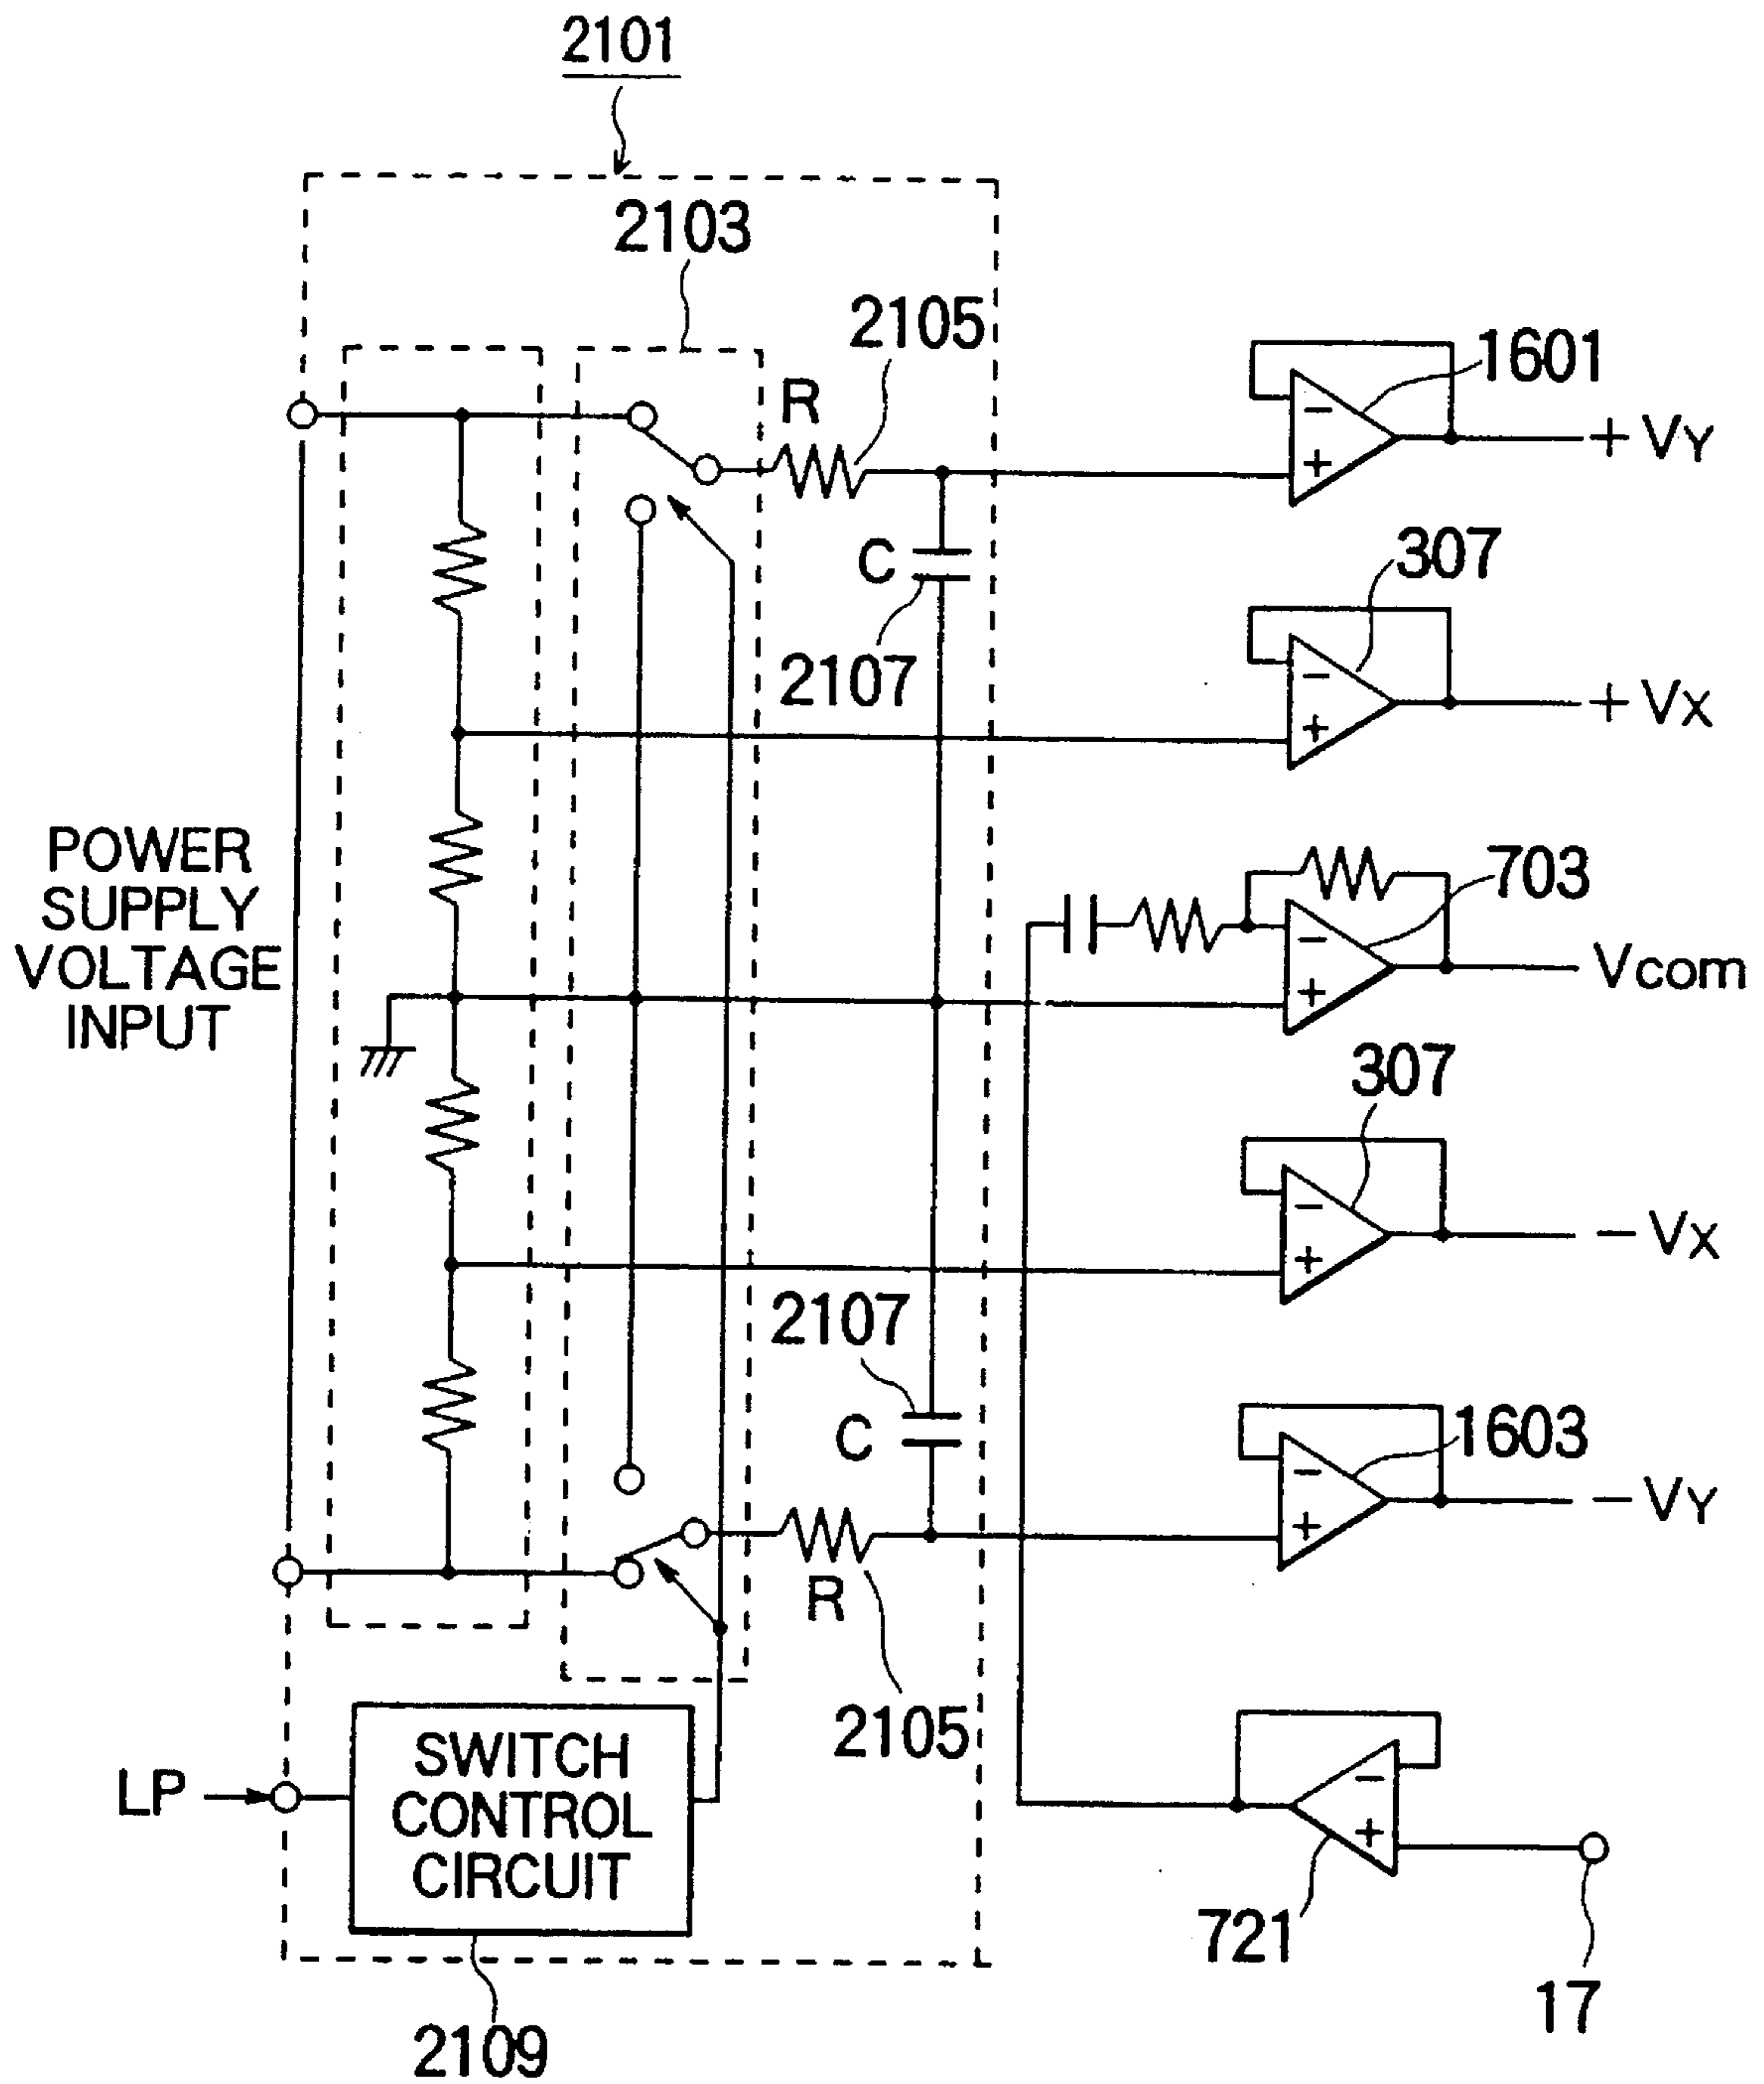 2101
2103
2105
R
1601
+
−
+ VY
C
2107
307
−
+
+ VX
POWER
SUPPLY
VOLTAGE
INPUT
703
−
+
Vcom
307
−
+
− VX
2107
C
1603
−
+
− VY
R
2105
LP
SWITCH
CONTROL
CIRCUIT
−
+
721
17
2109